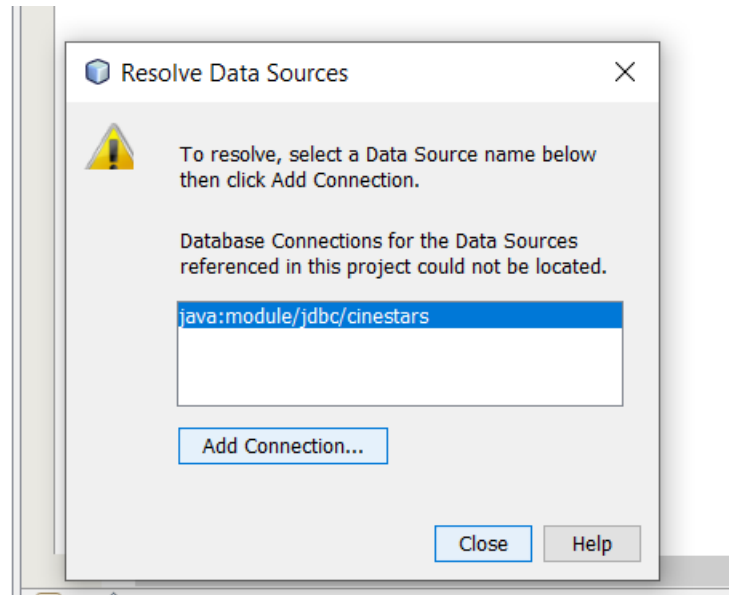 Resolve Data Sources
To resolve, select a Data Source name below
then click Add Connection.
Database Connections for the Data Sources
referenced in this project could not be located.
java:module/jdbc/cinestars
Add Connection...
Close
Help